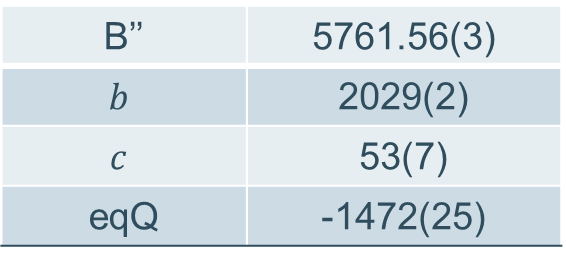 B” 5761.56(3)
b 2029(2)
c 53(7)
eqQ -1472(25)